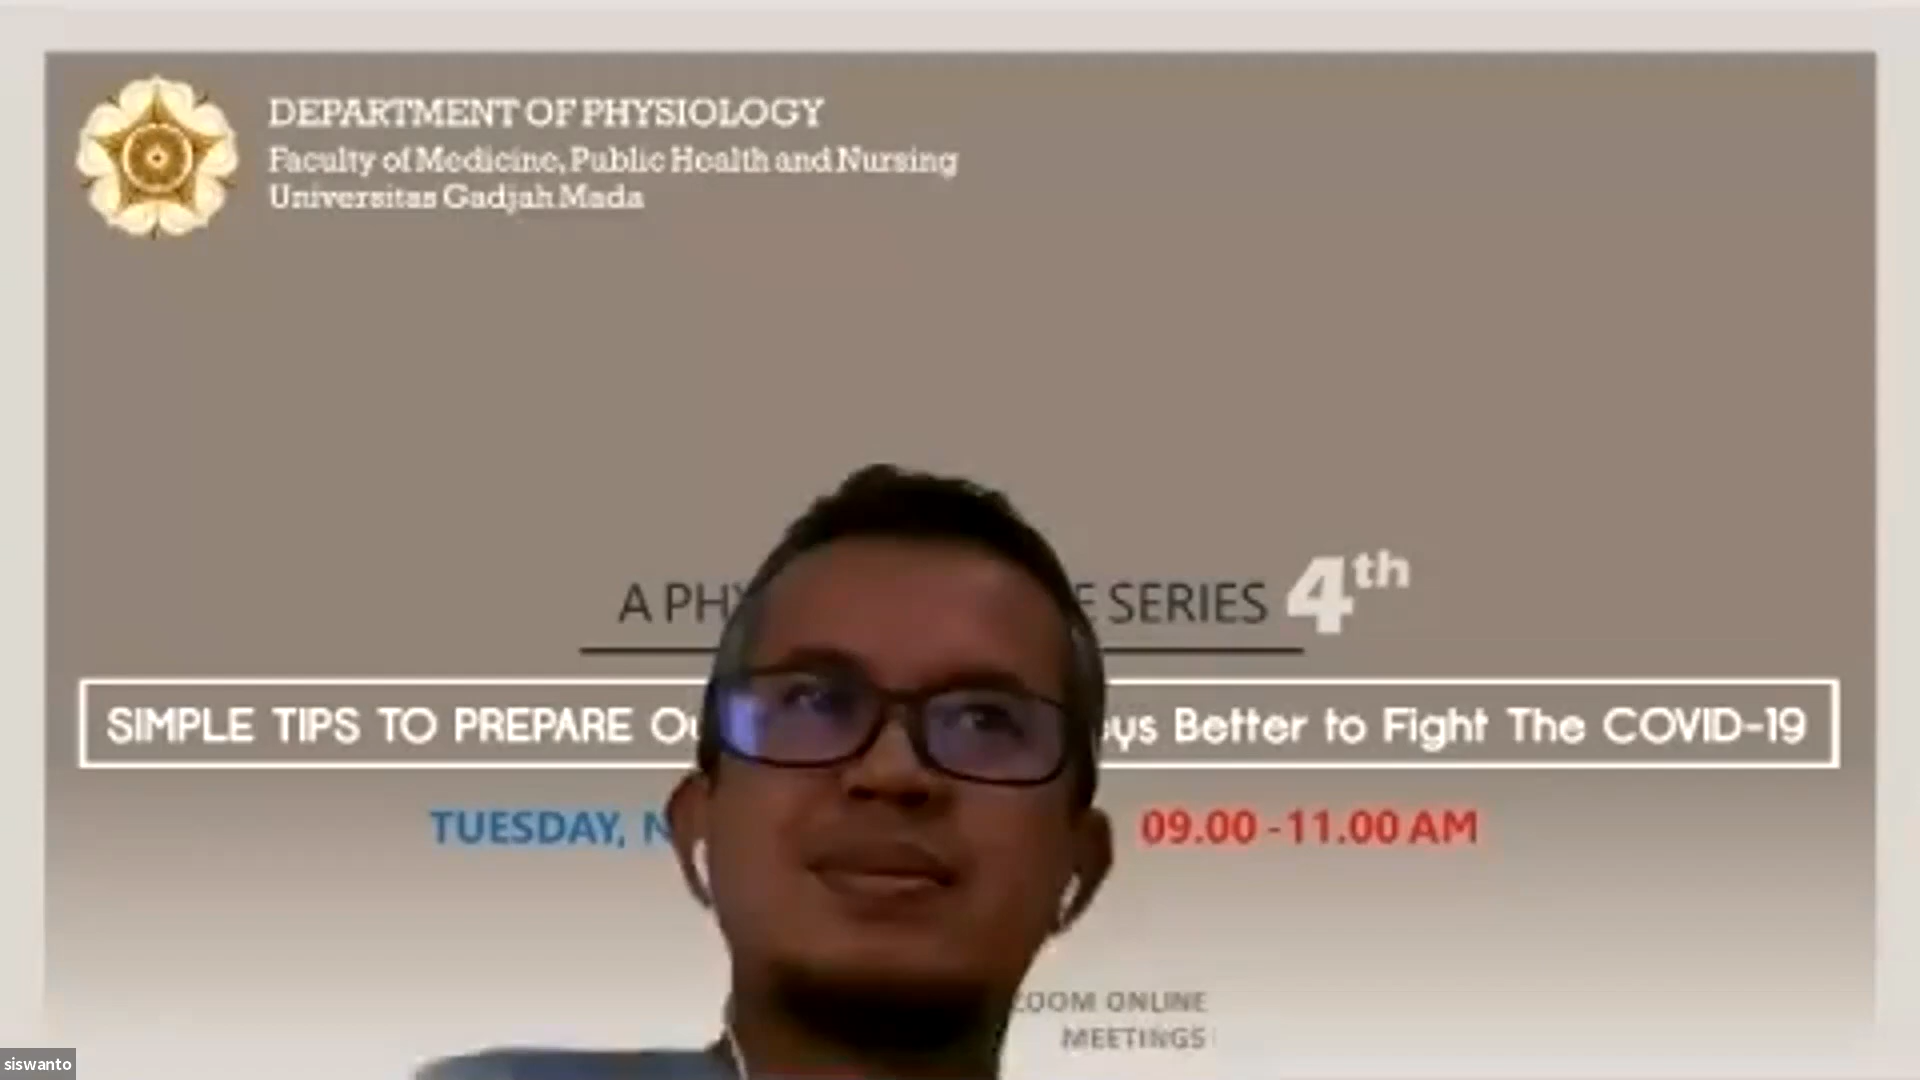 DEPARTMENT OF PHYSIOLOGY
Faculty of Medicine, Public Health and Nursing
Universitas Gadjah Mada
A SERIES 4th
SIMPLE TIPS TO PREPARE Better to Fight The COVID-19
TUESDAY, 09.00 - 11.00 AM
ZOOM ONLINE
MEETINGS
siswanto